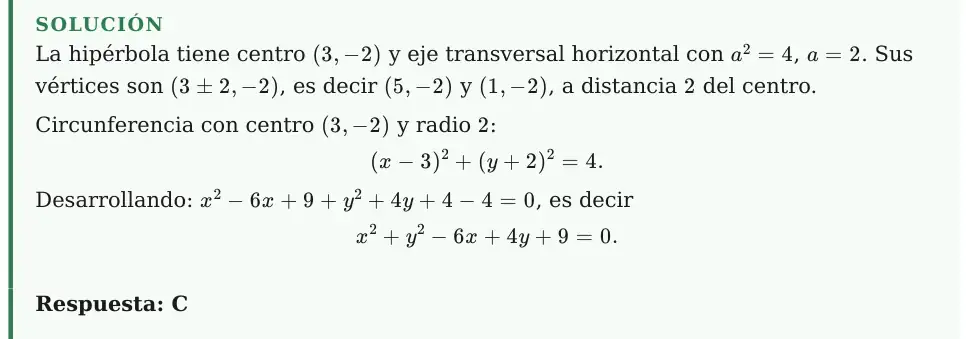 SOLUCIÓN
La hipérbola tiene centro (3, −2) y eje transversal horizontal con a² = 4, a = 2. Sus
vértices son (3 ± 2, −2), es decir (5, −2) y (1, −2), a distancia 2 del centro.
Circunferencia con centro (3, −2) y radio 2:
(x − 3)² + (y + 2)² = 4.
Desarrollando: x² − 6x + 9 + y² + 4y + 4 − 4 = 0, es decir
x² + y² − 6x + 4y + 9 = 0.
Respuesta: C